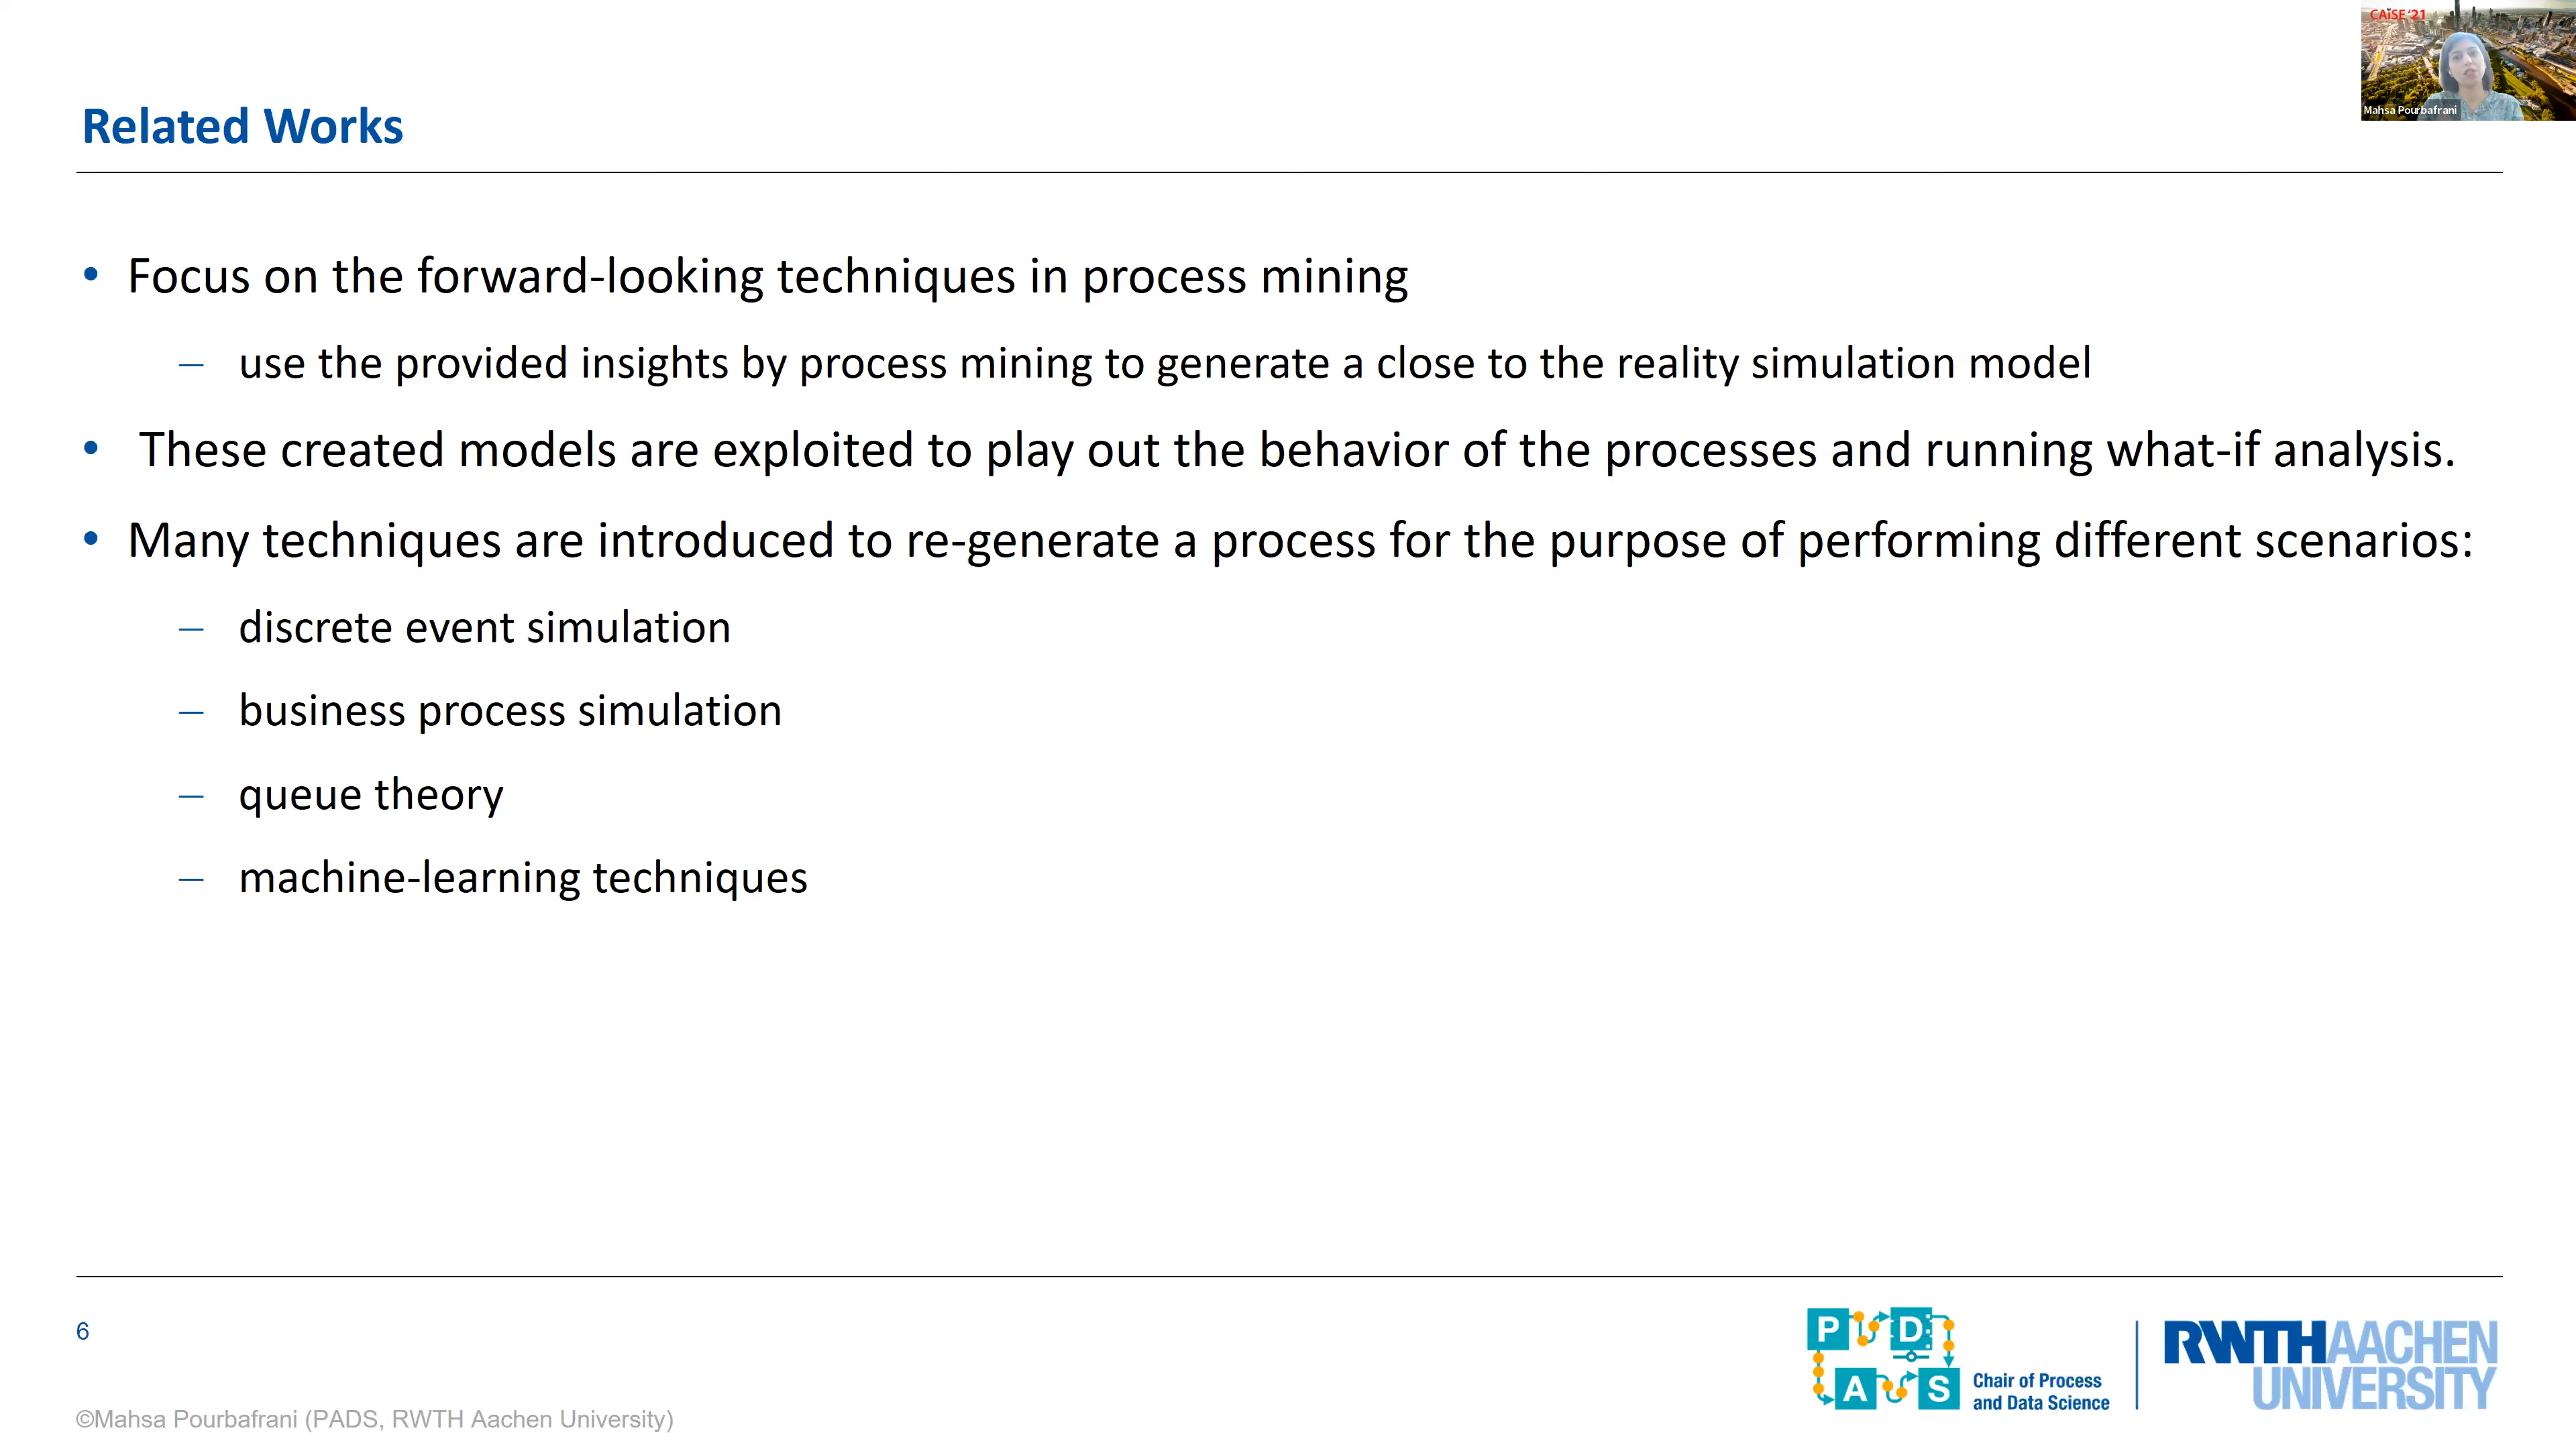 CAiSE '21
Mahsa Pourbafrani
Related Works
• Focus on the forward-looking techniques in process mining
– use the provided insights by process mining to generate a close to the reality simulation model
• These created models are exploited to play out the behavior of the processes and running what-if analysis.
• Many techniques are introduced to re-generate a process for the purpose of performing different scenarios:
– discrete event simulation
– business process simulation
– queue theory
– machine-learning techniques
6
P D
A S
Chair of Process
and Data Science
RWTHAACHEN
UNIVERSITY
©Mahsa Pourbafrani (PADS, RWTH Aachen University)